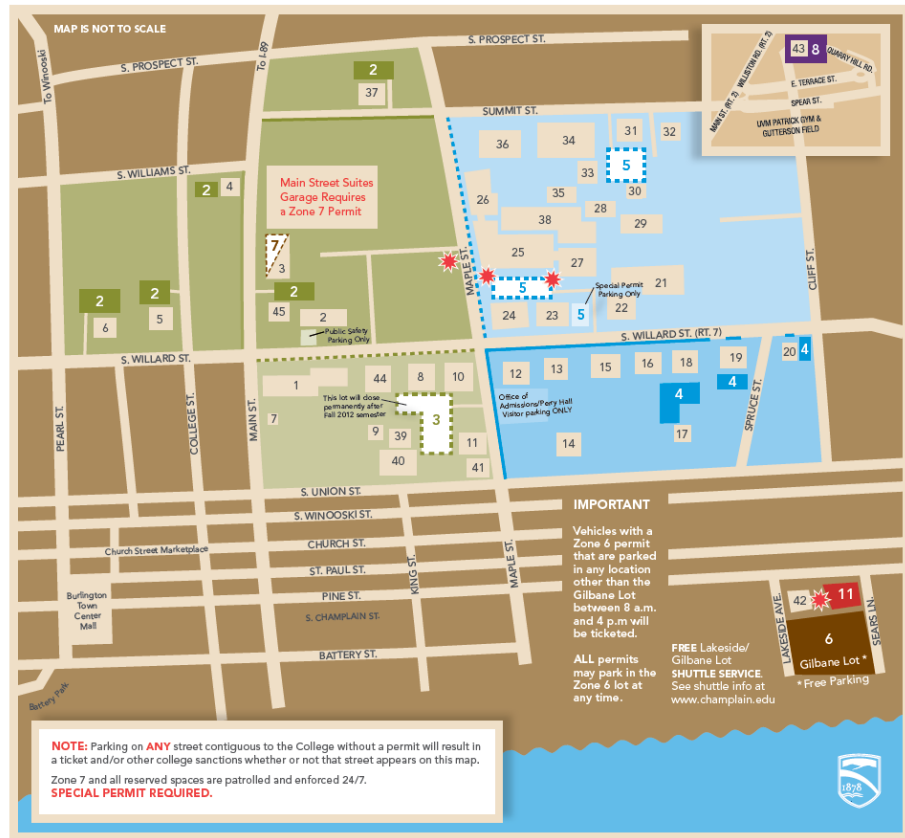 MAP IS NOT TO SCALE
To Winooski
S. PROSPECT ST.
To I-89
S. PROSPECT ST.
43 8
WILLISTON RD. (RT. 2)
QUARRY HILL RD.
MAIN ST. (RT. 2)
E. TERRACE ST.
SPEAR ST.
UVM PATRICK GYM &
GUTTERSON FIELD
2
37
SUMMIT ST.
36
34
31
32
5
33
30
S. WILLIAMS ST.
2 4
Main Street Suites
Garage Requires
a Zone 7 Permit
26
35
28
38
29
7
3
25
27
MAPLE ST.
CLIFF ST.
2
6
2
5
2
45
2
Public Safety
Parking Only
5
Special Permit
Parking Only
21
24
23
5
22
S. WILLARD ST.
S. WILLARD ST. (RT. 7)
1
44
8
10
This lot will close
permanently after
Fall 2012 semester
3
7
9
39
40
11
41
12
13
15
16
18
19
20
4
4
4
Office of
Admissions/Perry Hall
Visitor parking ONLY
14
17
SPRUCE ST.
PEARL ST.
COLLEGE ST.
MAIN ST.
S. UNION ST.
S. WINOOSKI ST.
Church Street Marketplace
CHURCH ST.
ST. PAUL ST.
KING ST.
MAPLE ST.
PINE ST.
S. CHAMPLAIN ST.
Burlington
Town
Center
Mall
BATTERY ST.
Battery Park
IMPORTANT
Vehicles with a
Zone 6 permit
that are parked
in any location
other than the
Gilbane Lot
between 8 a.m.
and 4 p.m will
be ticketed.
ALL permits
may park in the
Zone 6 lot at
any time.
FREE Lakeside/
Gilbane Lot
SHUTTLE SERVICE.
See shuttle info at
www.champlain.edu
LAKESIDE AVE.
42
11
SEARS LN.
6
Gilbane Lot *
*Free Parking
NOTE: Parking on ANY street contiguous to the College without a permit will result in
a ticket and/or other college sanctions whether or not that street appears on this map.
Zone 7 and all reserved spaces are patrolled and enforced 24/7.
SPECIAL PERMIT REQUIRED.
1878